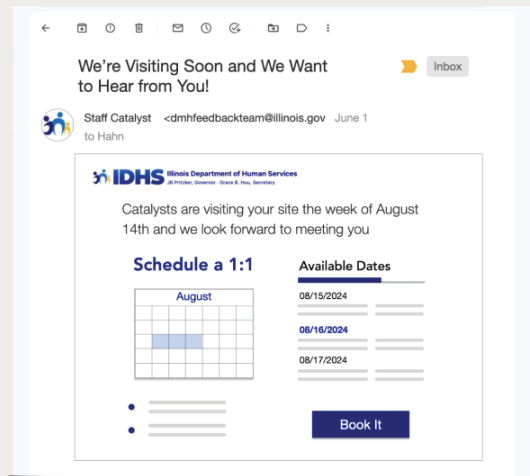 We're Visiting Soon and We Want
to Hear from You!
Inbox
Staff Catalyst <dmhfeedbackteam@illinois.gov June 1
to Hahn
IDHS Illinois Department of Human Services
JB Pritzker, Governor · Grace B. Hou, Secretary
Catalysts are visiting your site the week of August
14th and we look forward to meeting you
Schedule a 1:1
August
Available Dates
08/15/2024
08/16/2024
08/17/2024
Book It